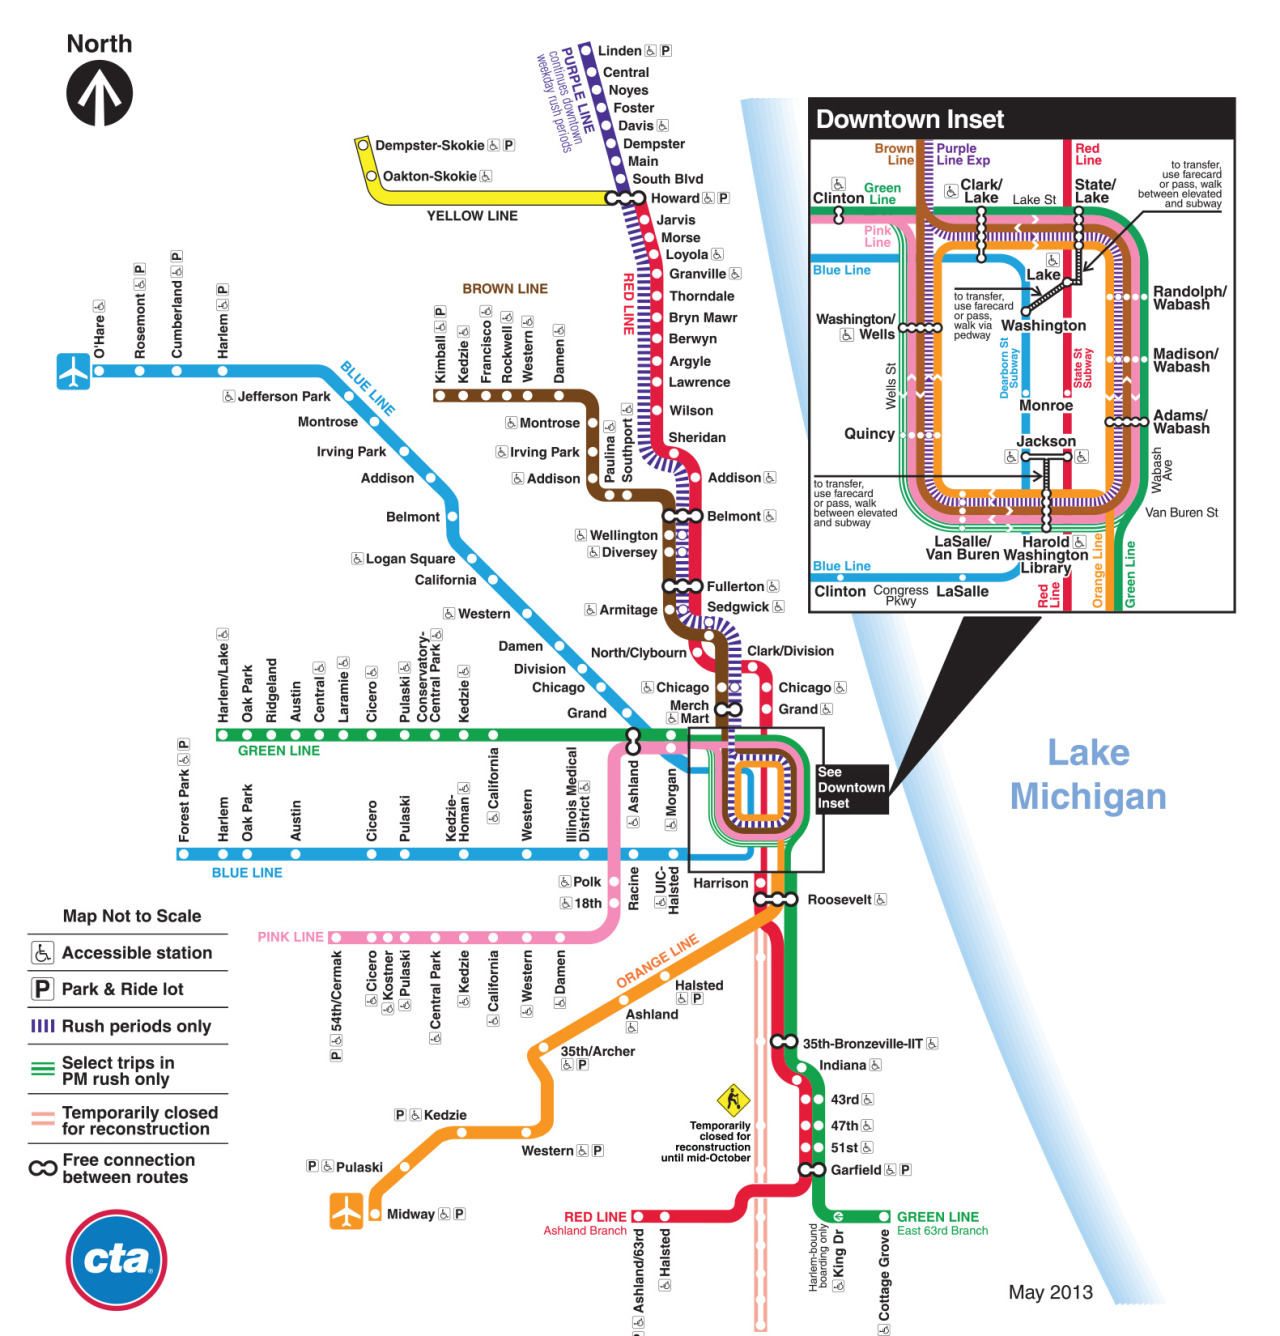 North
PURPLE LINE
continues downtown
weekday rush periods
Linden P
Central
Noyes
Foster
Davis
Dempster
Main
South Blvd
Howard P
Dempster-Skokie P
Oakton-Skokie
YELLOW LINE
Jarvis
Morse
Loyola
Granville
Thorndale
Bryn Mawr
Berwyn
Argyle
Lawrence
Wilson
Sheridan
RED LINE
Addison
Belmont
Fullerton
Sedgwick
BROWN LINE
Kimball P
Kedzie
Francisco
Rockwell
Western
Damen
Montrose
Irving Park
Addison
Paulina
Southport
Wellington
Diversey
Armitage
North/Clybourn
Clark/Division
Chicago
Merch
Mart
Chicago
Grand
O'Hare
Rosemont P
Cumberland P
Harlem P
BLUE LINE
Jefferson Park
Montrose
Irving Park
Addison
Belmont
Logan Square
California
Western
Damen
Division
Chicago
Grand
Harlem/Lake
Oak Park
Ridgeland
Austin
Central
Laramie
Cicero
Pulaski
Conservatory-
Central Park
Kedzie
GREEN LINE
California
Ashland
Morgan
Forest Park P
Harlem
Oak Park
Austin
Cicero
Pulaski
Kedzie-
Homan
Western
Illinois Medical
District
Racine
UIC-
Halsted
BLUE LINE
Polk
18th
PINK LINE
P 54th/Cermak
Cicero
Kostner
Pulaski
Central Park
Kedzie
California
Western
Damen
Harrison
Roosevelt
ORANGE LINE
Halsted
P
Ashland
35th/Archer
P
P Kedzie
Western P
P Pulaski
Midway P
35th-Bronzeville-IIT
Indiana
43rd
47th
51st
Garfield P
Temporarily
closed for
reconstruction
until mid-October
RED LINE
Ashland Branch
P Ashland/63rd
Halsted
Harlem-bound
boarding only
King Dr
Cottage Grove
GREEN LINE
East 63rd Branch
See
Downtown
Inset
Lake
Michigan
Downtown Inset
Brown
Line
Purple
Line Exp
Red
Line
to transfer,
use farecard
or pass, walk
between elevated
and subway
Clinton
Green
Line
Clark/
Lake
Lake St
State/
Lake
Pink
Line
Blue Line
Lake
to transfer,
use farecard
or pass,
walk via
pedway
Washington
Randolph/
Wabash
Washington/
Wells
Dearborn St
Subway
State St
Subway
Madison/
Wabash
Wells St
Monroe
Adams/
Wabash
Quincy
Jackson
Wabash
Ave
to transfer,
use farecard
or pass, walk
between elevated
and subway
Van Buren St
LaSalle/
Van Buren
Harold
Washington
Library
Blue Line
Clinton
Congress
Pkwy
LaSalle
Red
Line
Orange Line
Green Line
Map Not to Scale
Accessible station
P Park & Ride lot
Rush periods only
Select trips in
PM rush only
Temporarily closed
for reconstruction
Free connection
between routes
cta
May 2013